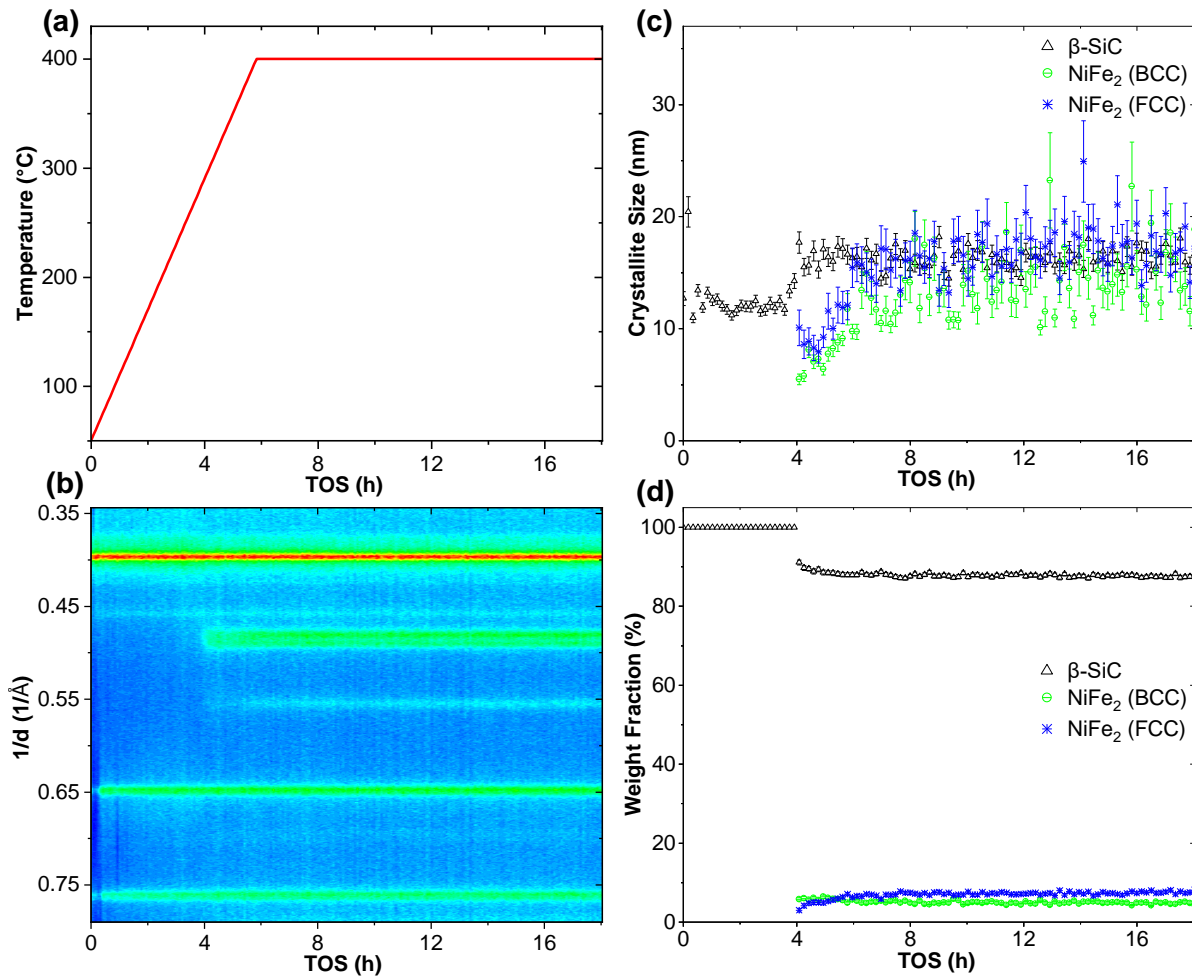 (a)
400
300
200
100
Temperature (°C)
0 4 8 12 16
TOS (h)
(b)
0.35
0.45
0.55
0.65
0.75
1/d (1/Å)
0 4 8 12 16
TOS (h)
(c)
β-SiC
NiFe₂ (BCC)
NiFe₂ (FCC)
30
20
10
0
Crystallite Size (nm)
0 4 8 12 16
TOS (h)
(d)
100
80
60
40
20
0
Weight Fraction (%)
β-SiC
NiFe₂ (BCC)
NiFe₂ (FCC)
0 4 8 12 16
TOS (h)